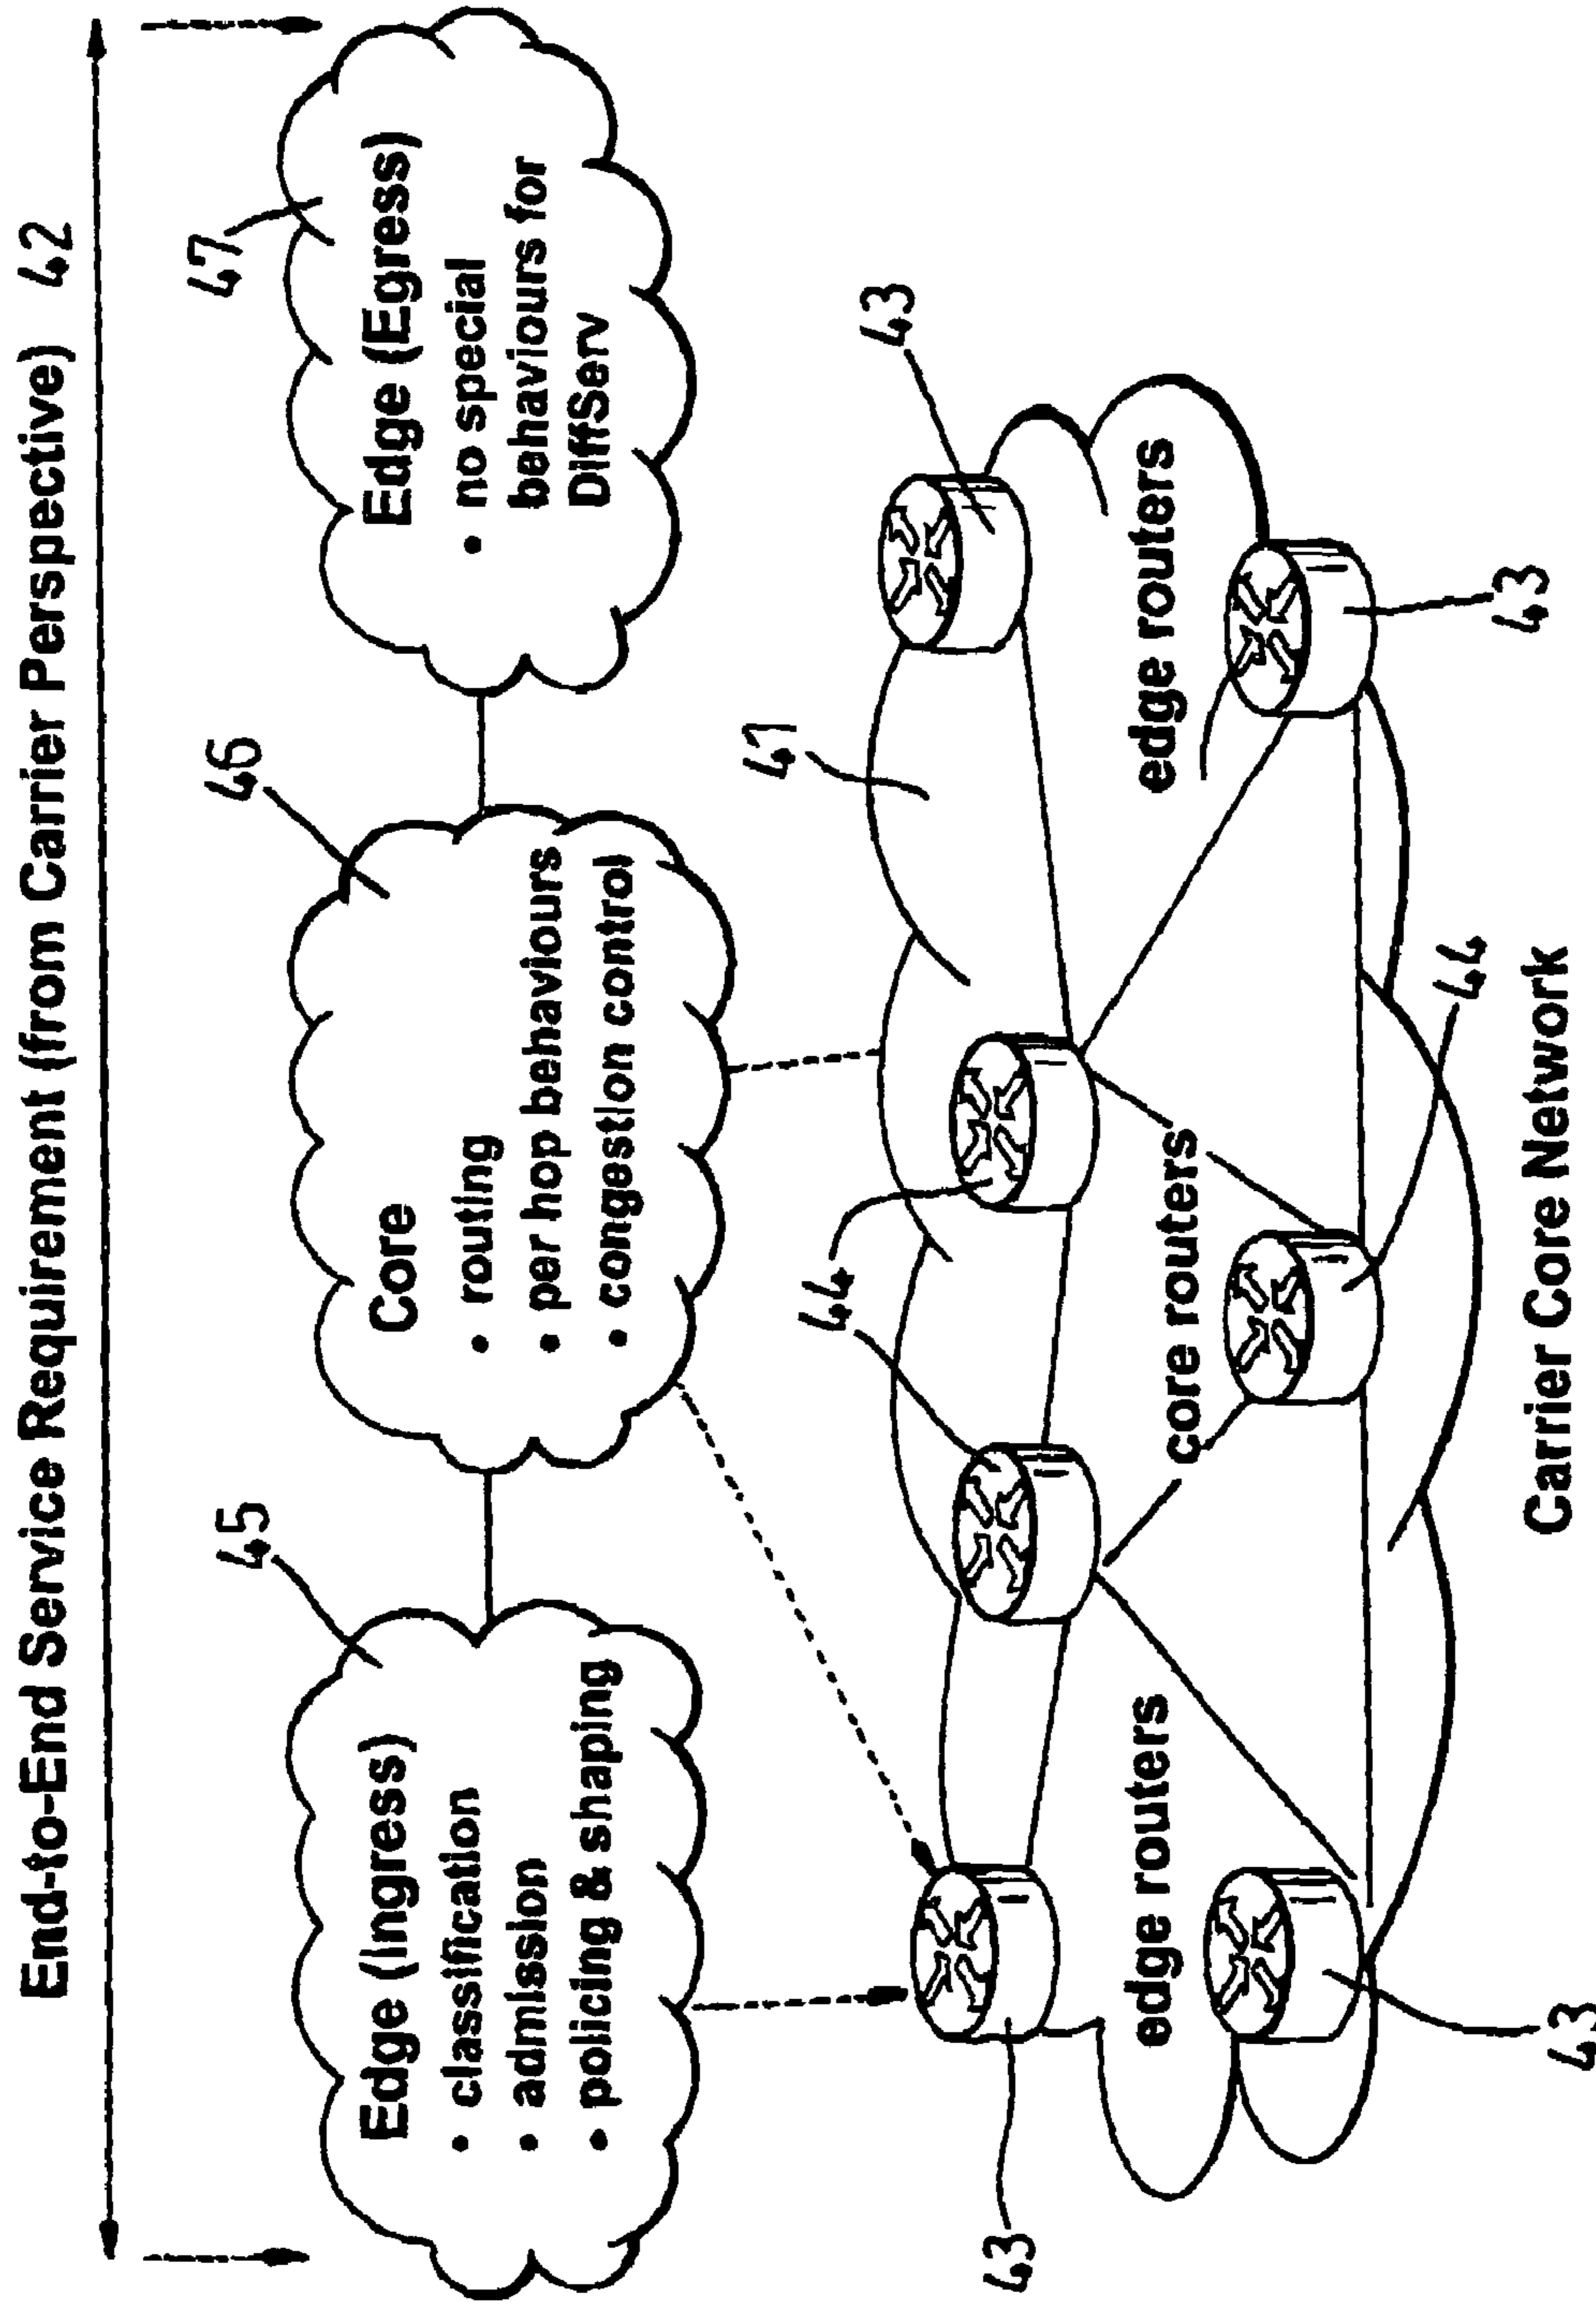 End-to-End Service Requirement (from Carrier Perspective) 42
45
46
47
Edge (Ingress)
• classification
• admission
• policing & shaping
Core
• routing
• per hop behaviours
• congestion control
Edge (Egress)
• no special
behaviours for
DiffServ
43
44
41
43
edge routers
core routers
edge routers
43
44
43
Carrier Core Network